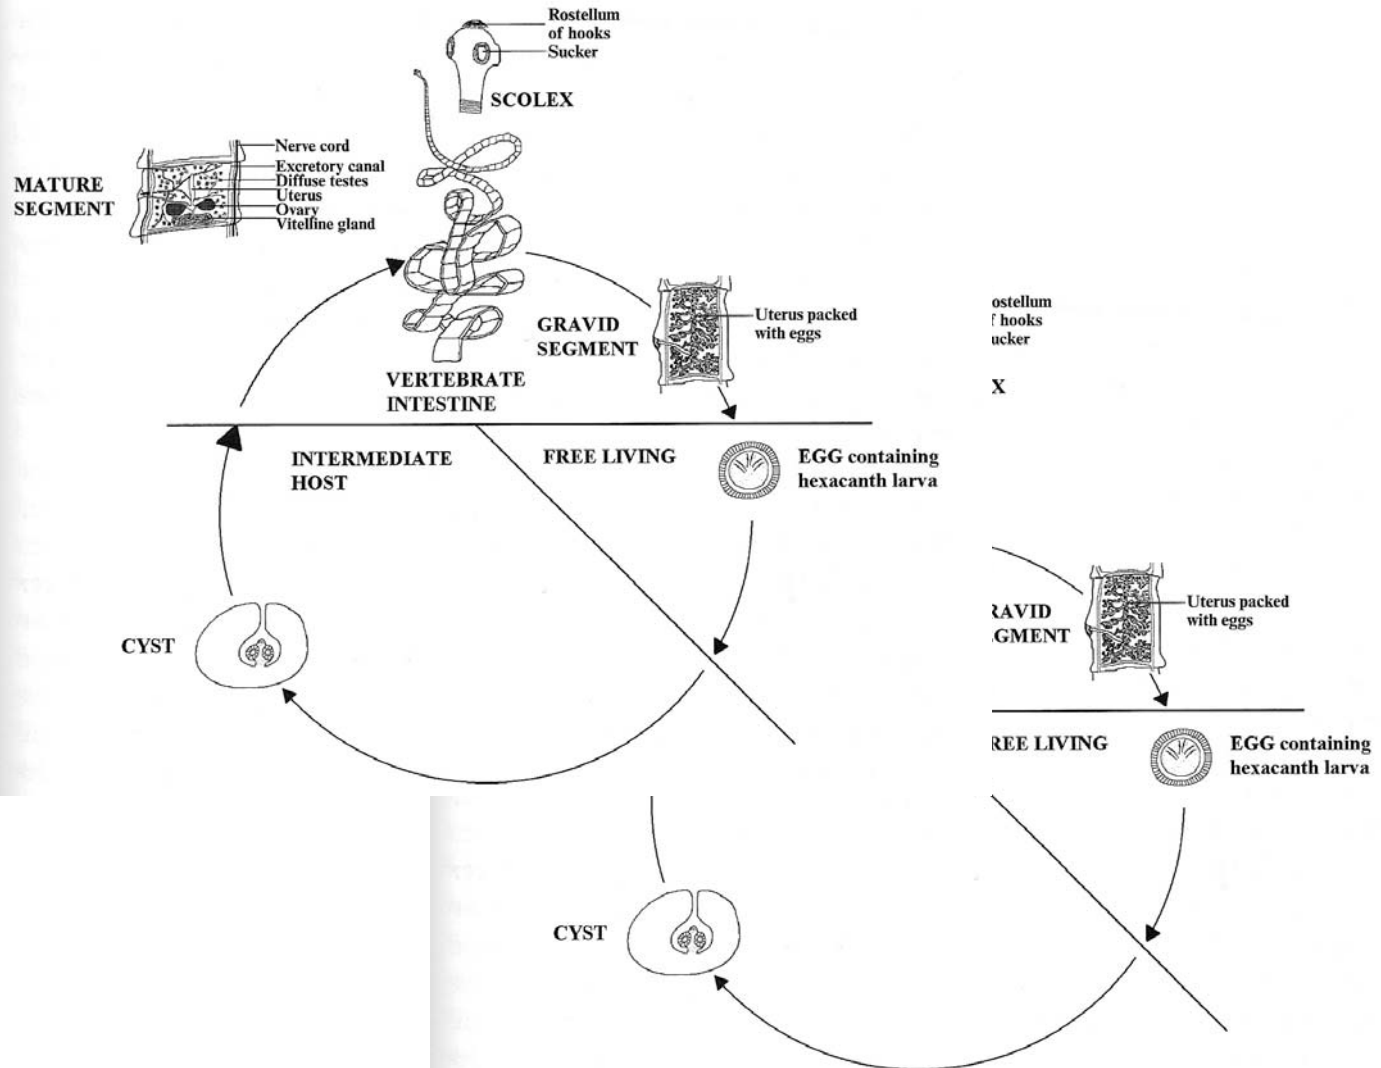 Rostellum
of hooks
Sucker
SCOLEX
Nerve cord
Excretory canal
Diffuse testes
Uterus
Ovary
Vitelline gland
MATURE
SEGMENT
GRAVID
SEGMENT
Uterus packed
with eggs
VERTEBRATE
INTESTINE
INTERMEDIATE
HOST
FREE LIVING
EGG containing
hexacanth larva
CYST
ostellum
f hooks
ucker
X
RAVID
GMENT
Uterus packed
with eggs
REE LIVING
EGG containing
hexacanth larva
CYST